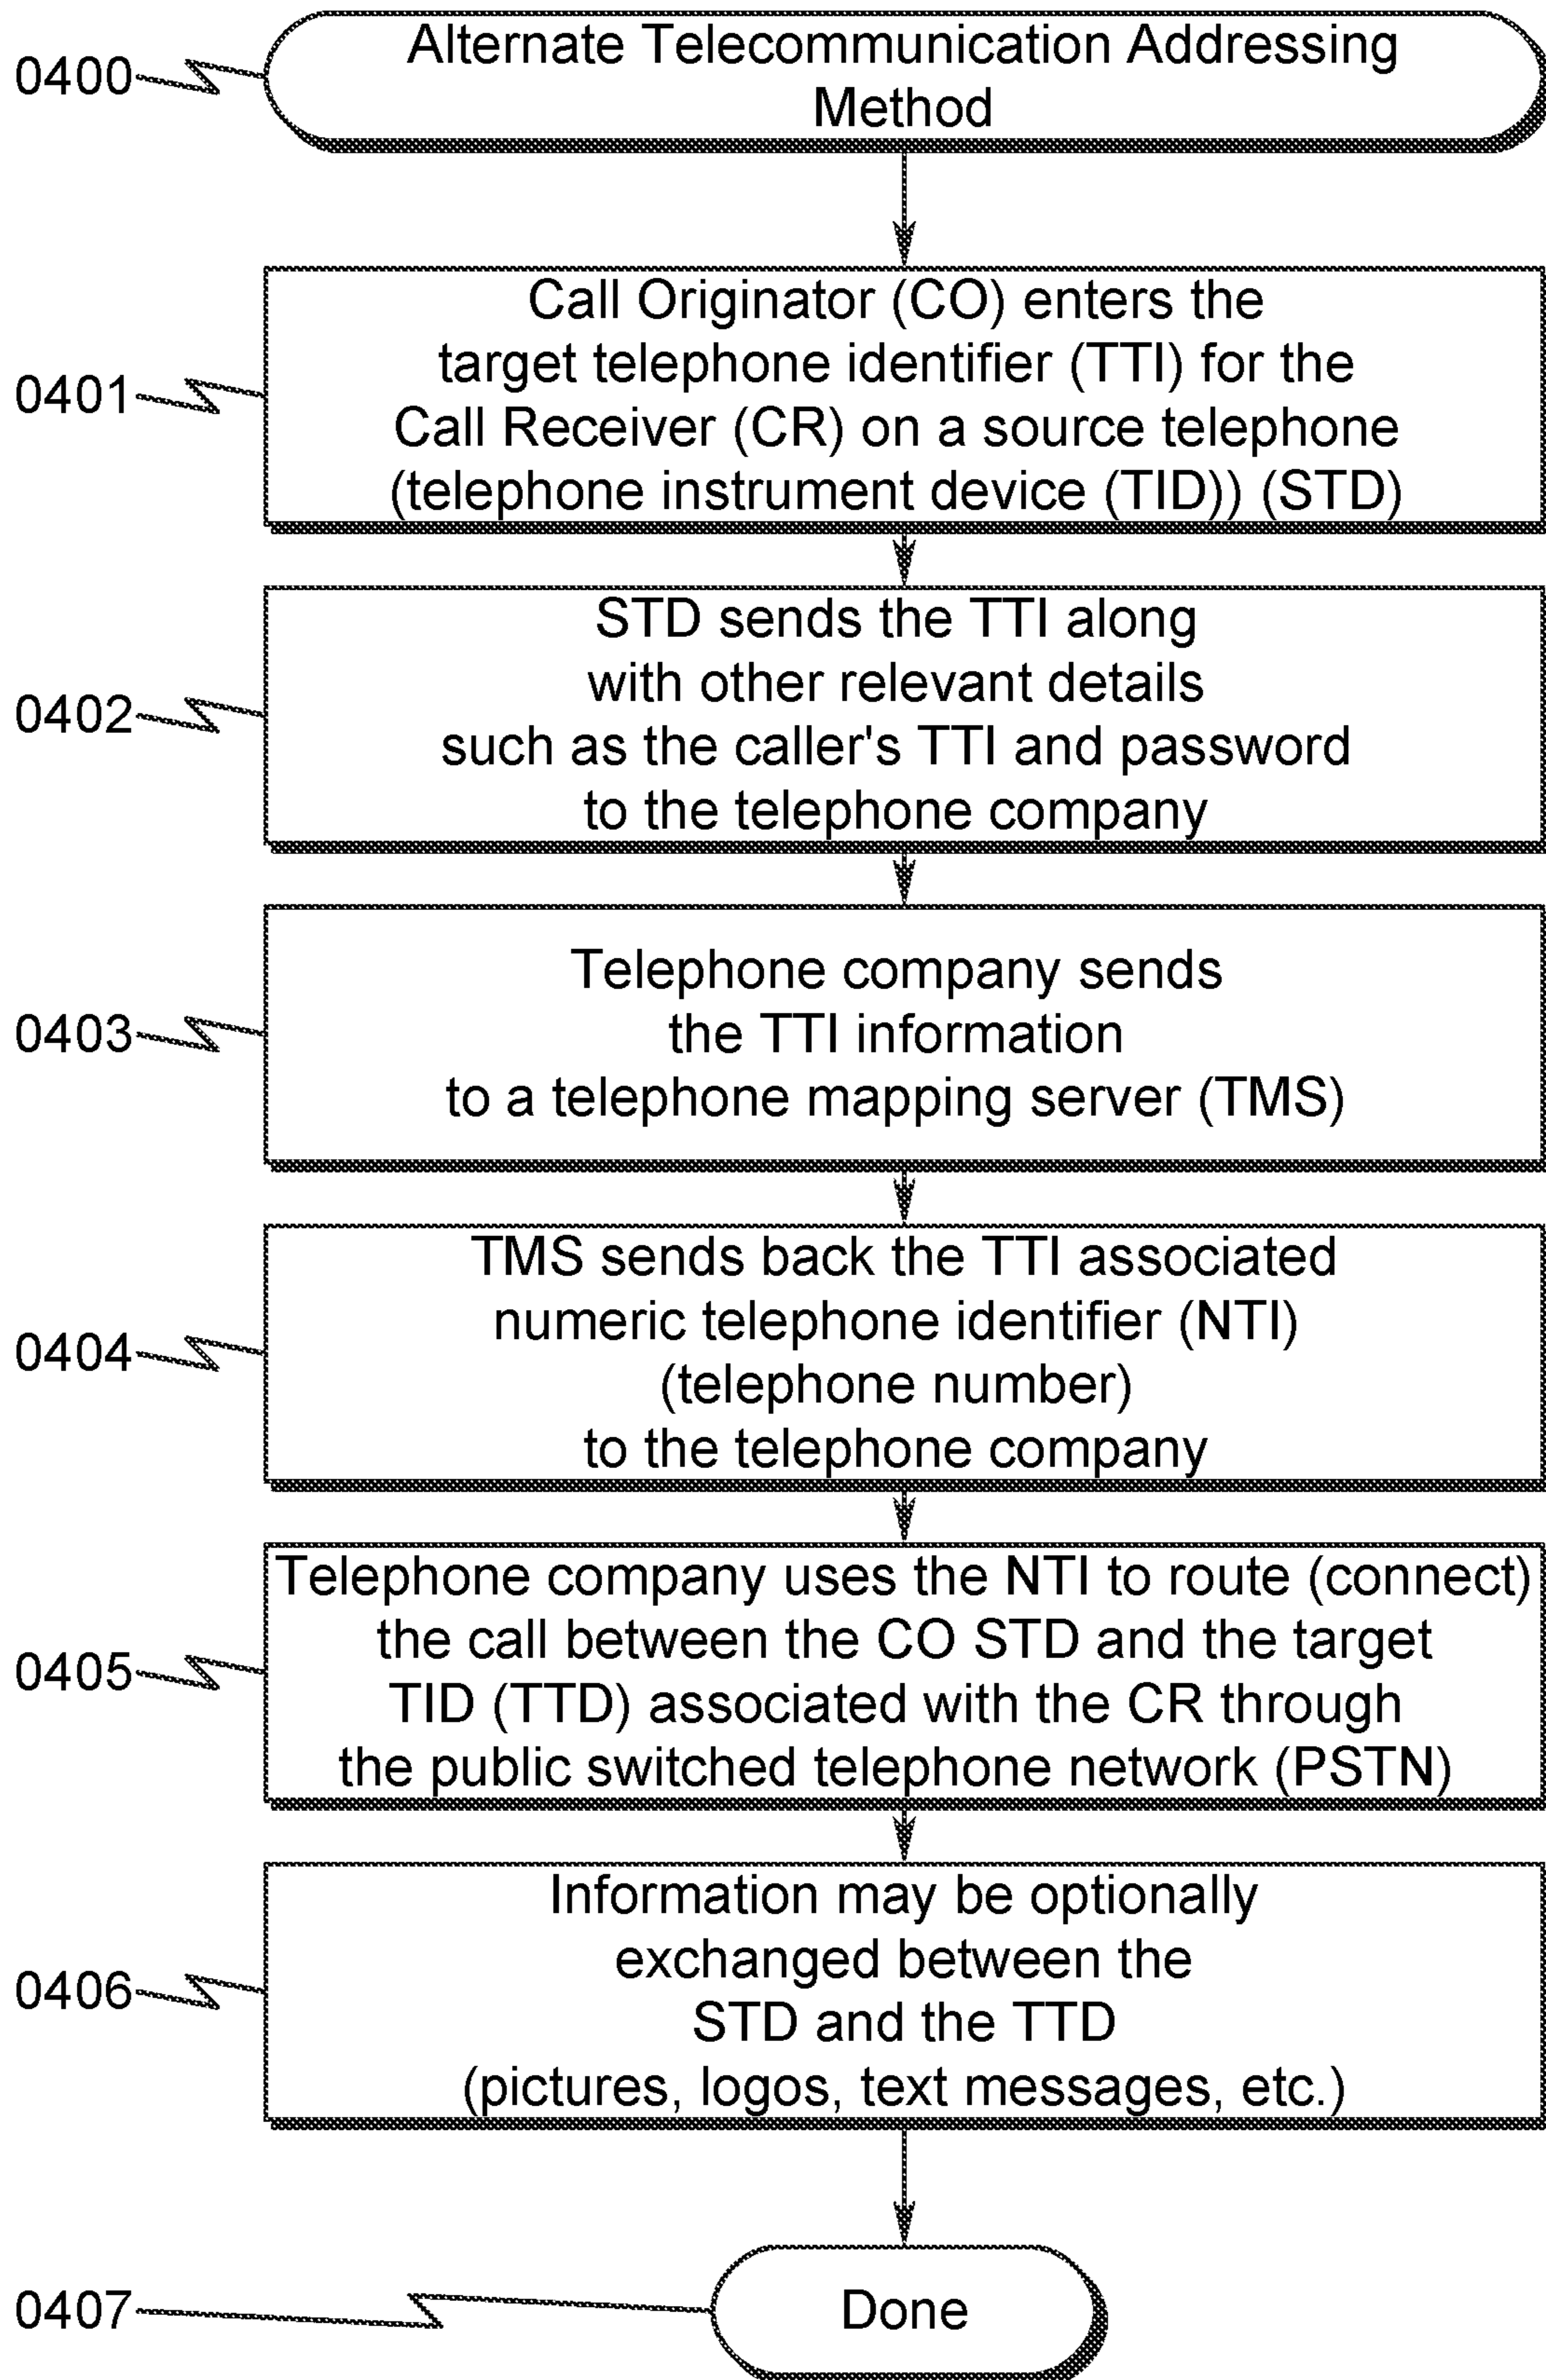 0400
Alternate Telecommunication Addressing
Method
0401
Call Originator (CO) enters the
target telephone identifier (TTI) for the
Call Receiver (CR) on a source telephone
(telephone instrument device (TID)) (STD)
0402
STD sends the TTI along
with other relevant details
such as the caller's TTI and password
to the telephone company
0403
Telephone company sends
the TTI information
to a telephone mapping server (TMS)
0404
TMS sends back the TTI associated
numeric telephone identifier (NTI)
(telephone number)
to the telephone company
0405
Telephone company uses the NTI to route (connect)
the call between the CO STD and the target
TID (TTD) associated with the CR through
the public switched telephone network (PSTN)
0406
Information may be optionally
exchanged between the
STD and the TTD
(pictures, logos, text messages, etc.)
0407
Done